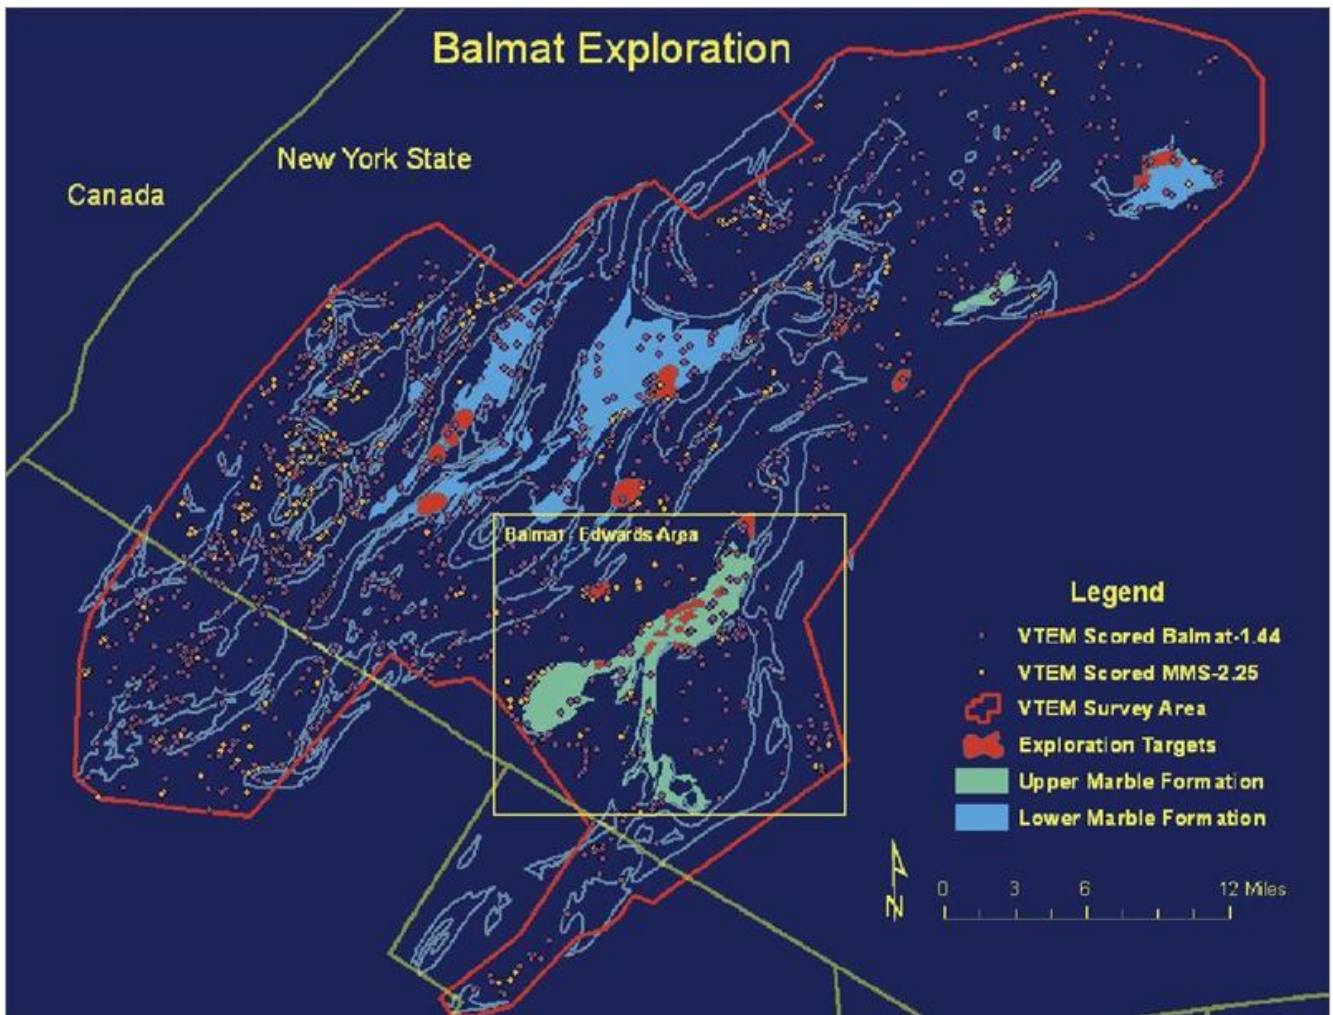 Balmat Exploration
New York State
Canada
Balmat - Edwards Area
Legend
VTEM Scored Balmat-1.44
VTEM Scored MMS-2.25
VTEM Survey Area
Exploration Targets
Upper Marble Formation
Lower Marble Formation
N
0 3 6 12 Miles